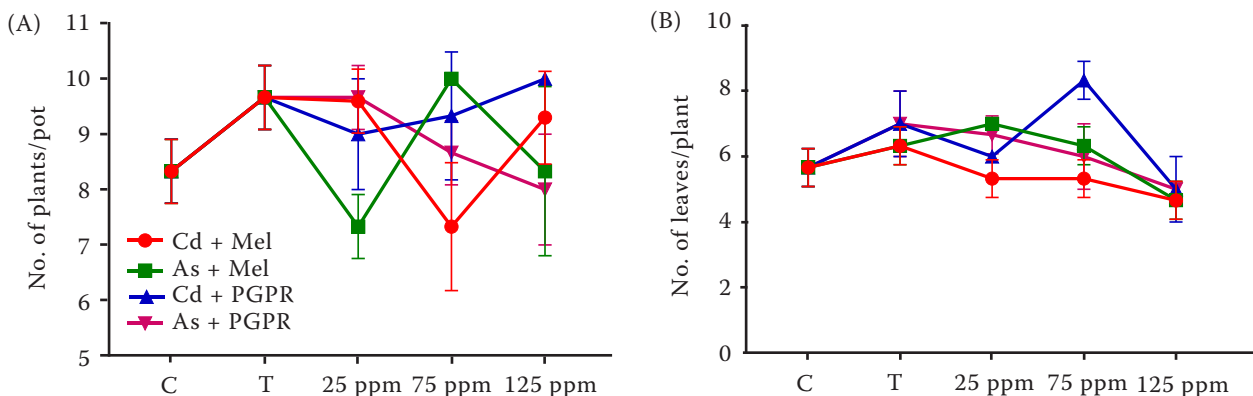 (A)
No. of plants/pot
11
10
9
8
7
6
5
Cd + Mel
As + Mel
Cd + PGPR
As + PGPR
C T 25 ppm 75 ppm 125 ppm
(B)
No. of leaves/plant
10
8
6
4
2
0
C T 25 ppm 75 ppm 125 ppm